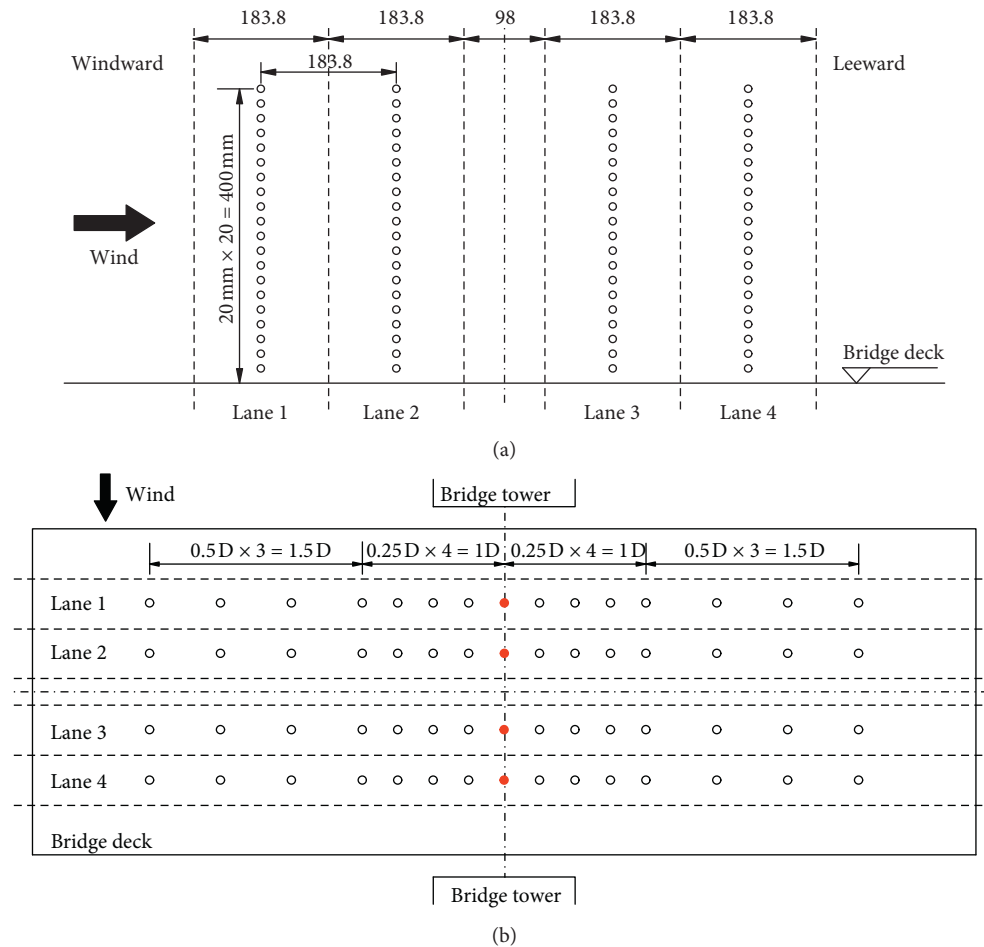 183.8 183.8 98 183.8 183.8
Windward 183.8 Leeward
20 mm × 20 = 400 mm
Wind
Bridge deck
Lane 1 Lane 2 Lane 3 Lane 4
(a)
Wind Bridge tower
0.5 D × 3 = 1.5 D 0.25 D × 4 = 1D 0.25 D × 4 = 1D 0.5 D × 3 = 1.5 D
Lane 1
Lane 2
Lane 3
Lane 4
Bridge deck
Bridge tower
(b)